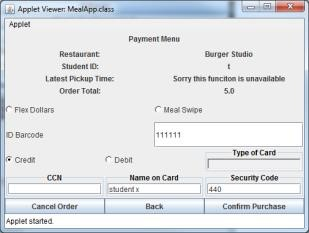 Applet Viewer: MealApp.class
Applet
Payment Menu
Restaurant: Burger Studio
Student ID: t
Latest Pickup Time: Sorry this funciton is unavailable
Order Total: 5.0
Flex Dollars Meal Swipe
ID Barcode 111111
Credit Debit Type of Card
CCN Name on Card Security Code
student x 440
Cancel Order Back Confirm Purchase
Applet started.